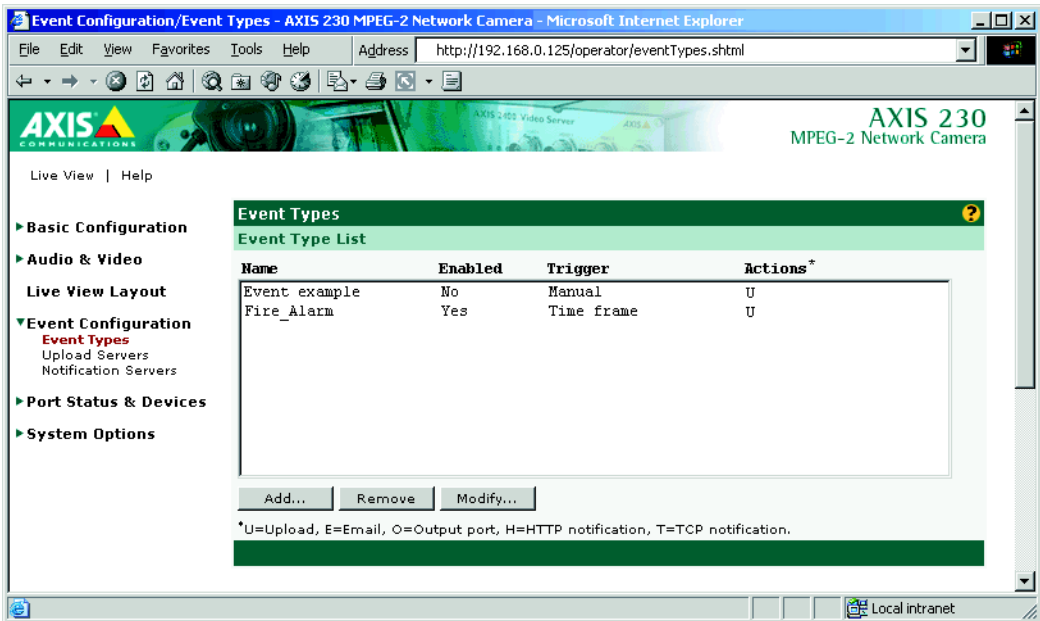 Event Configuration/Event Types - AXIS 230 MPEG-2 Network Camera - Microsoft Internet Explorer
File Edit View Favorites Tools Help Address http://192.168.0.125/operator/eventTypes.shtml
AXIS
COMMUNICATIONS
AXIS 2400 Video Server
AXIS 230
MPEG-2 Network Camera
Live View | Help
Basic Configuration
Audio & Video
Live View Layout
Event Configuration
Event Types
Upload Servers
Notification Servers
Port Status & Devices
System Options
Event Types ?
Event Type List
Name Enabled Trigger Actions*
Event example No Manual U
Fire_Alarm Yes Time frame U
Add... Remove Modify...
*U=Upload, E=Email, O=Output port, H=HTTP notification, T=TCP notification.
Local intranet